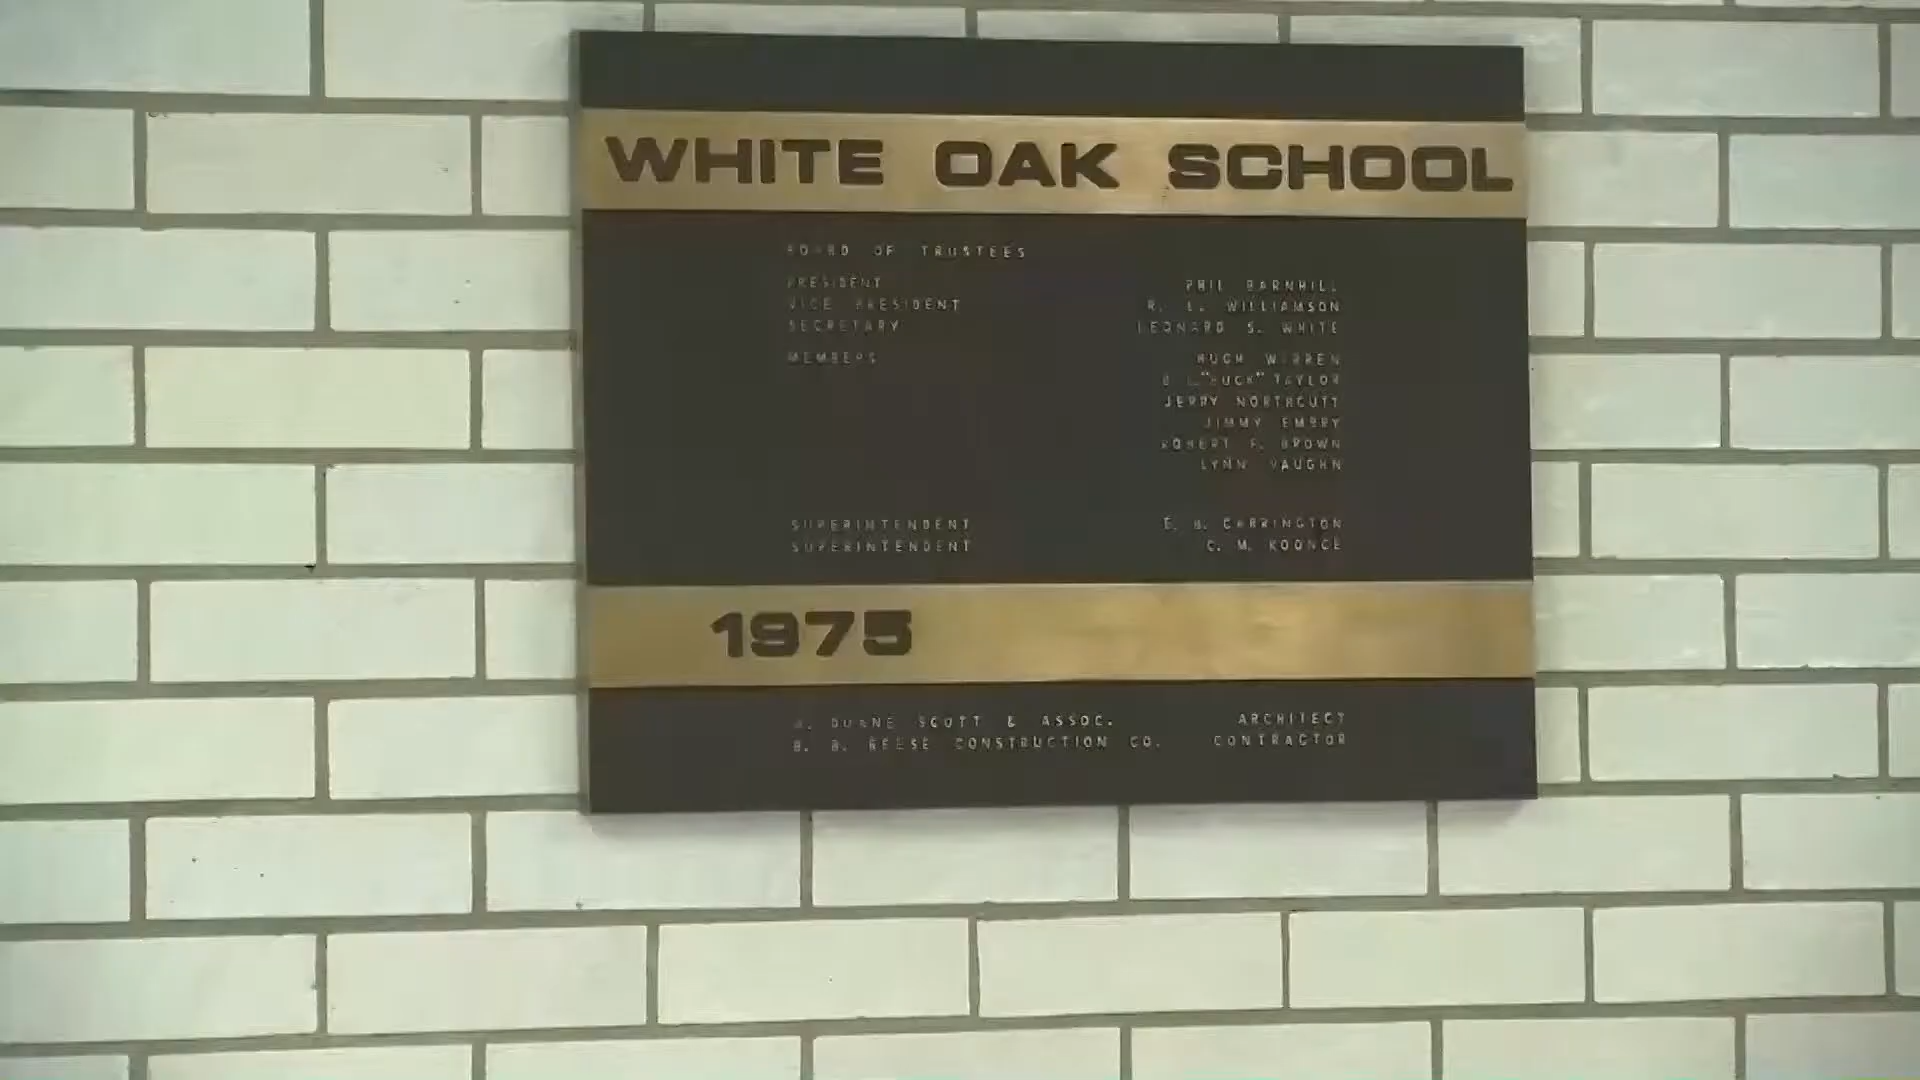 WHITE OAK SCHOOL
BOARD OF TRUSTEES
PRESIDENT PHIL BARNHILL
VICE PRESIDENT R. L. WILLIAMSON
SECRETARY LEONARD S. WHITE
MEMBERS HUGH WARREN
"BUCK" TAYLOR
JERRY NORTHCUTT
JIMMY EMBRY
ROBERT F. BROWN
LYNN VAUGHN
SUPERINTENDENT E. CARRINGTON
SUPERINTENDENT C. M. KOONCE
1975
DUANE SCOTT & ASSOC. ARCHITECT
B. B. REESE CONSTRUCTION CO. CONTRACTOR